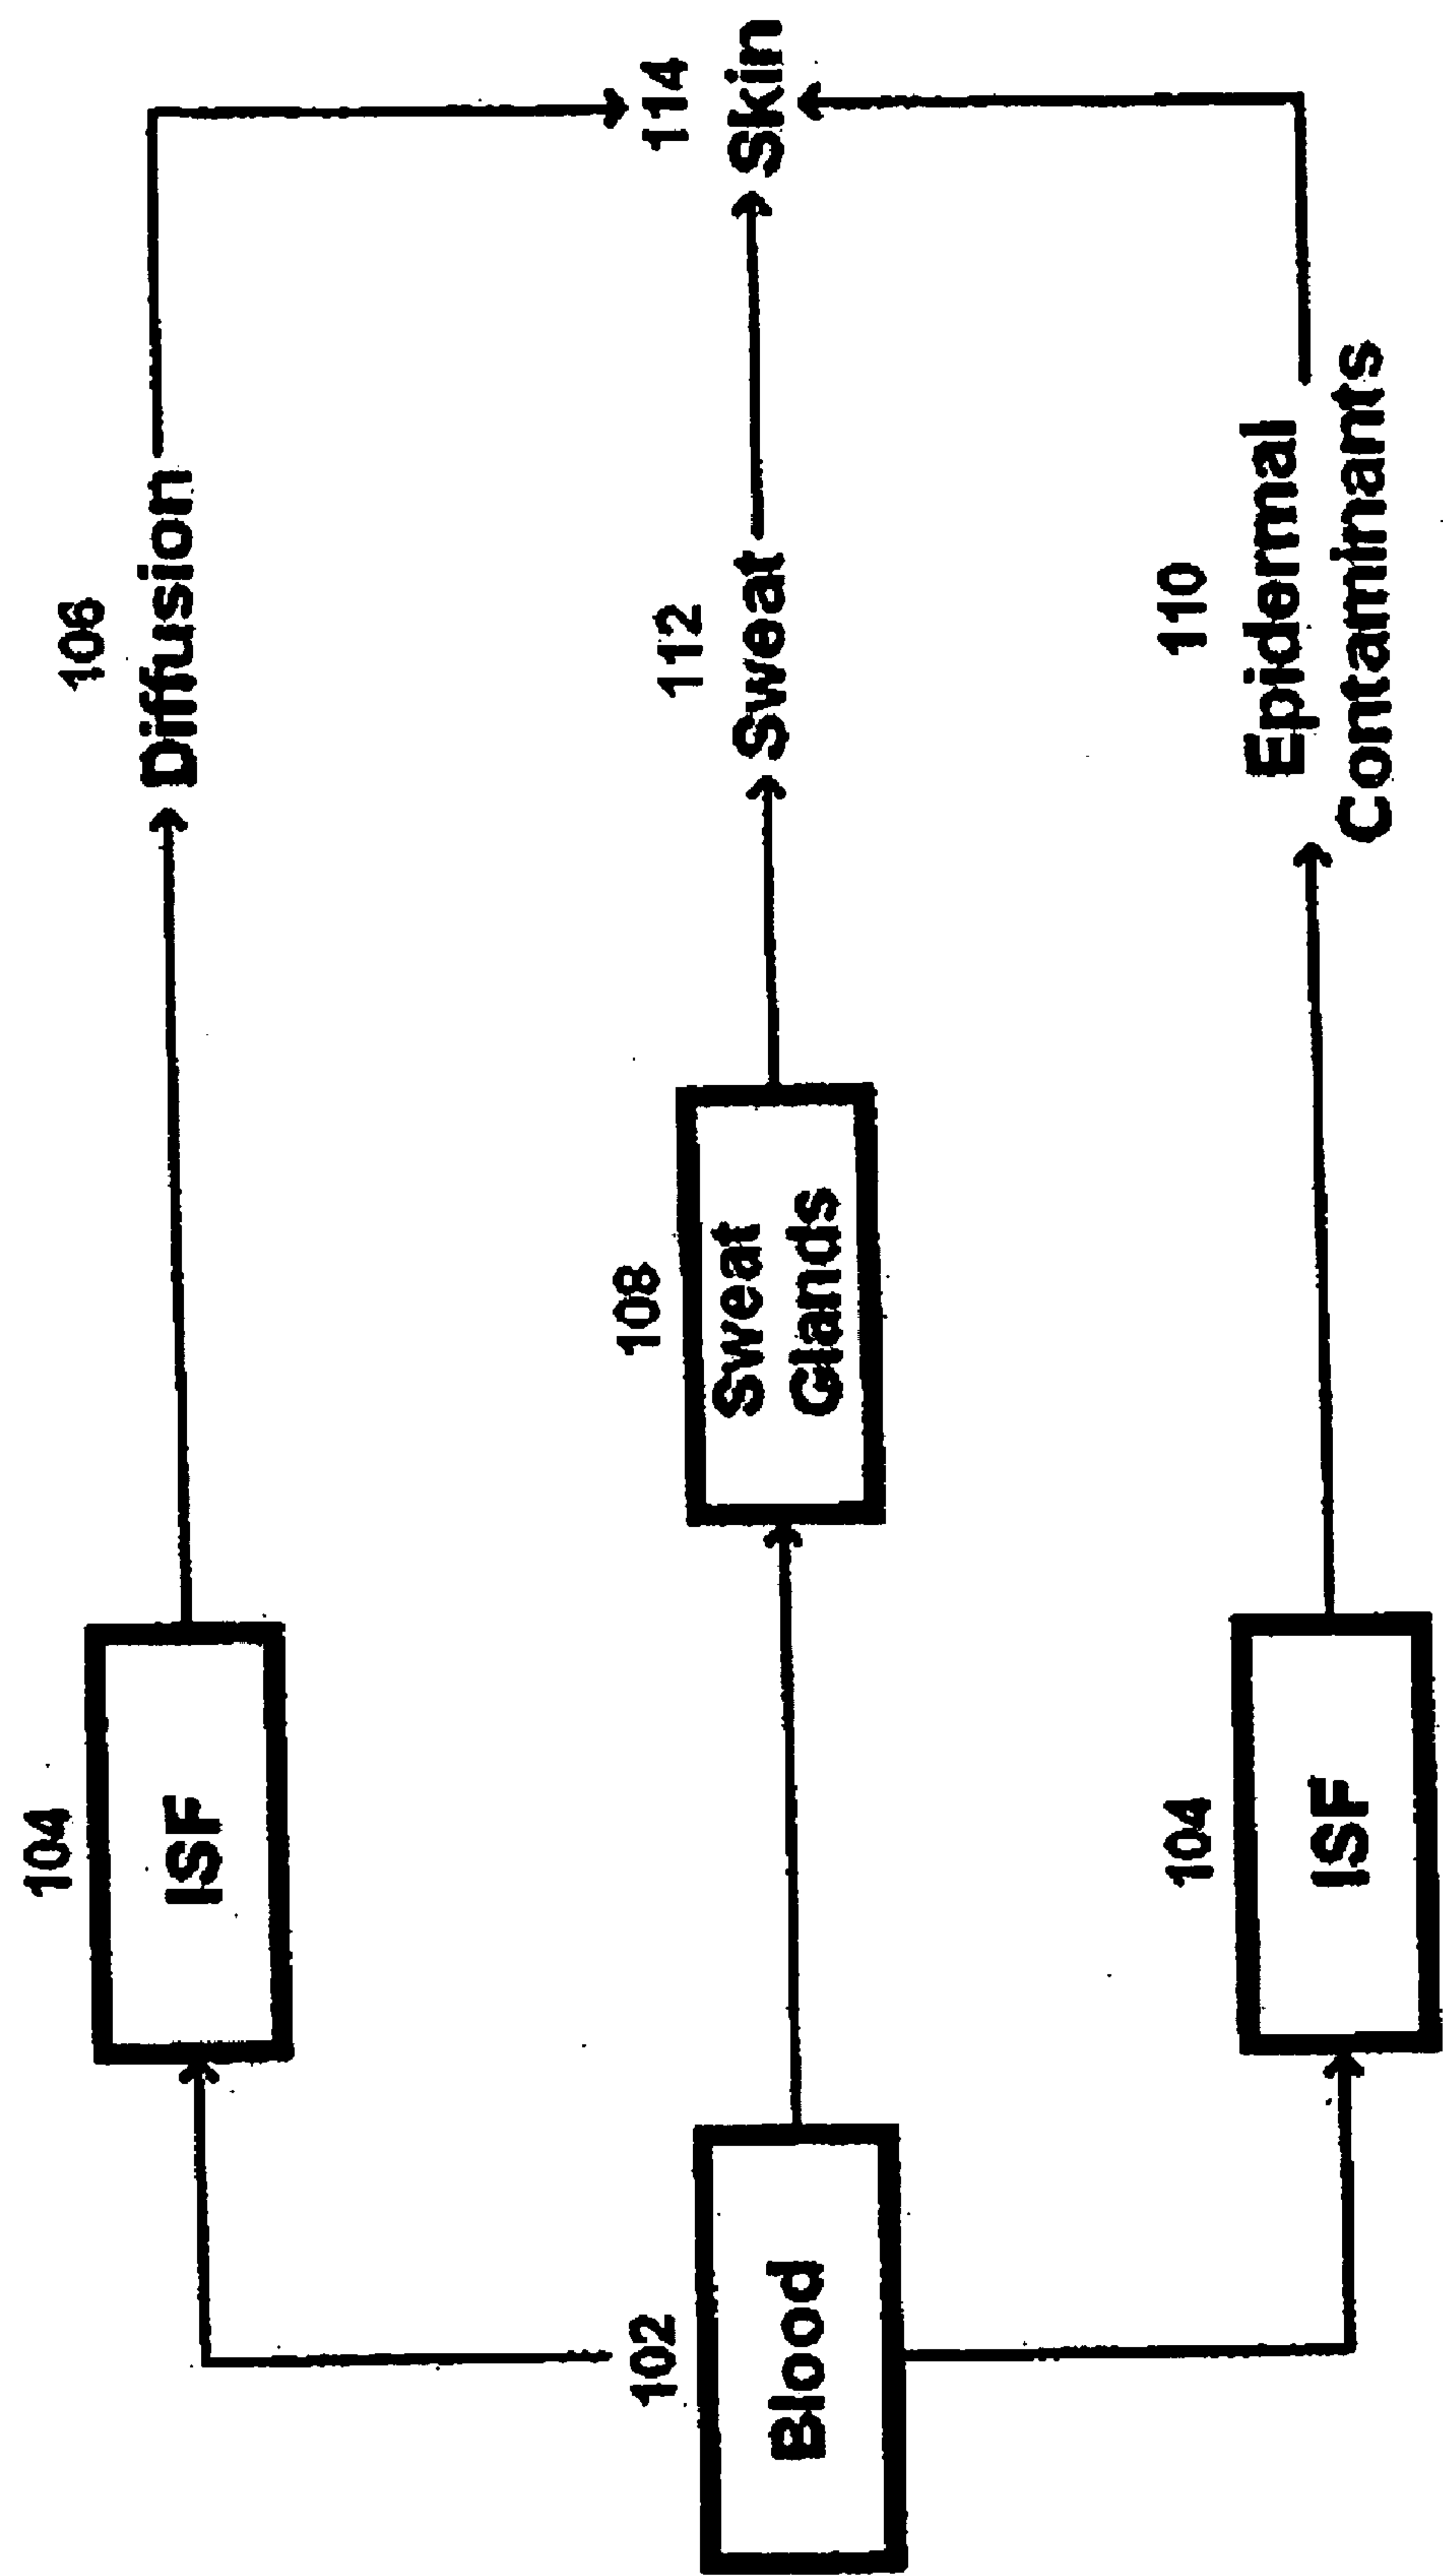 102
Blood
104
ISF
106
Diffusion
108
Sweat
Glands
112
Sweat
114
Skin
104
ISF
110
Epidermal
Contaminants